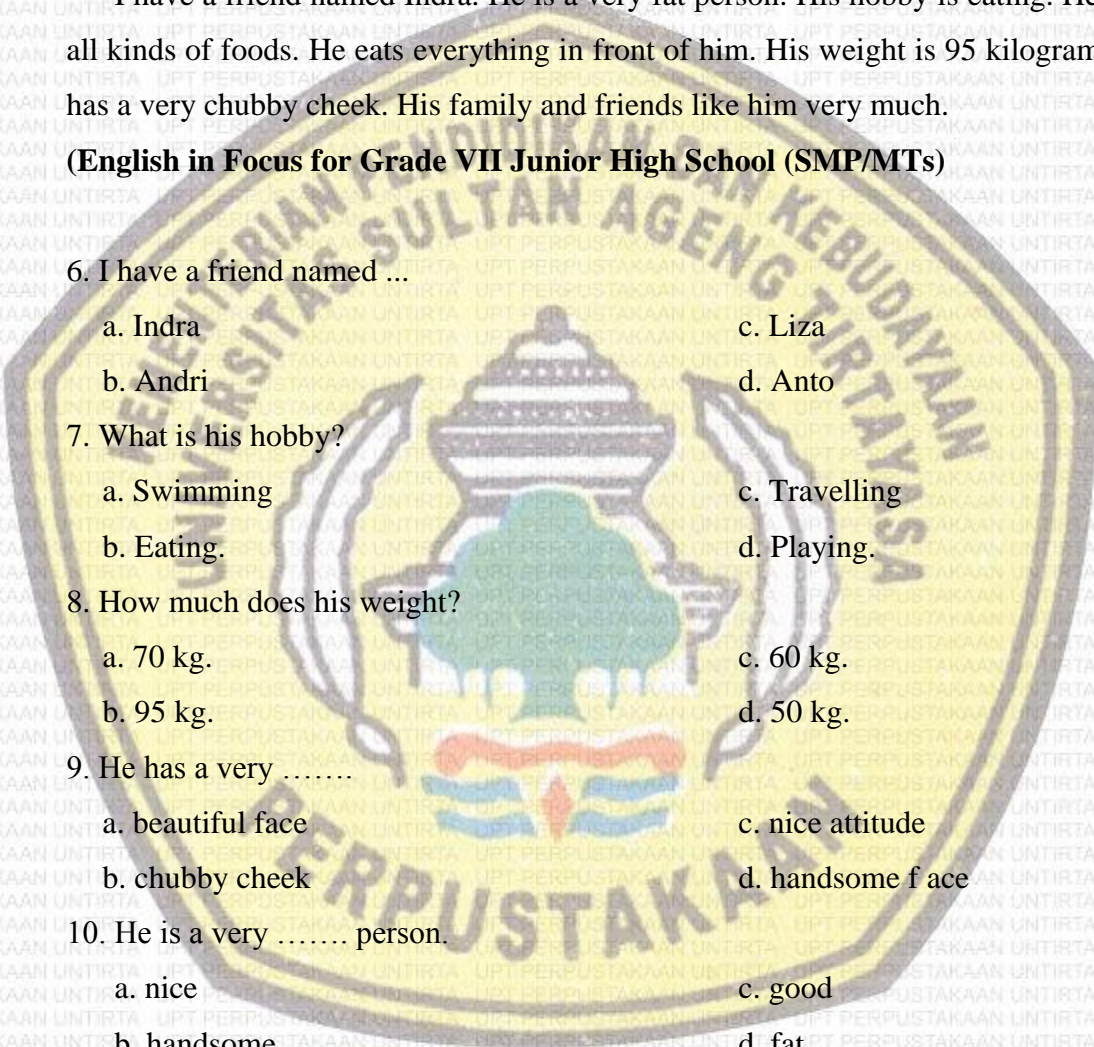 I have a friend named Indra. He is a very fat person. His hobby is eating. He
all kinds of foods. He eats everything in front of him. His weight is 95 kilogram
has a very chubby cheek. His family and friends like him very much.
(English in Focus for Grade VII Junior High School (SMP/MTs)
6. I have a friend named ...
a. Indra c. Liza
b. Andri d. Anto
7. What is his hobby?
a. Swimming c. Travelling
b. Eating. d. Playing.
8. How much does his weight?
a. 70 kg. c. 60 kg.
b. 95 kg. d. 50 kg.
9. He has a very …….
a. beautiful face c. nice attitude
b. chubby cheek d. handsome f ace
10. He is a very ……. person.
a. nice c. good
b. handsome d. fat
KEMENTRIAN PENDIDIKAN DAN KEBUDAYAAN
UNIVERSITAS SULTAN AGENG TIRTAYASA
PERPUSTAKAAN
UPT PERPUSTAKAAN UNTIRTA